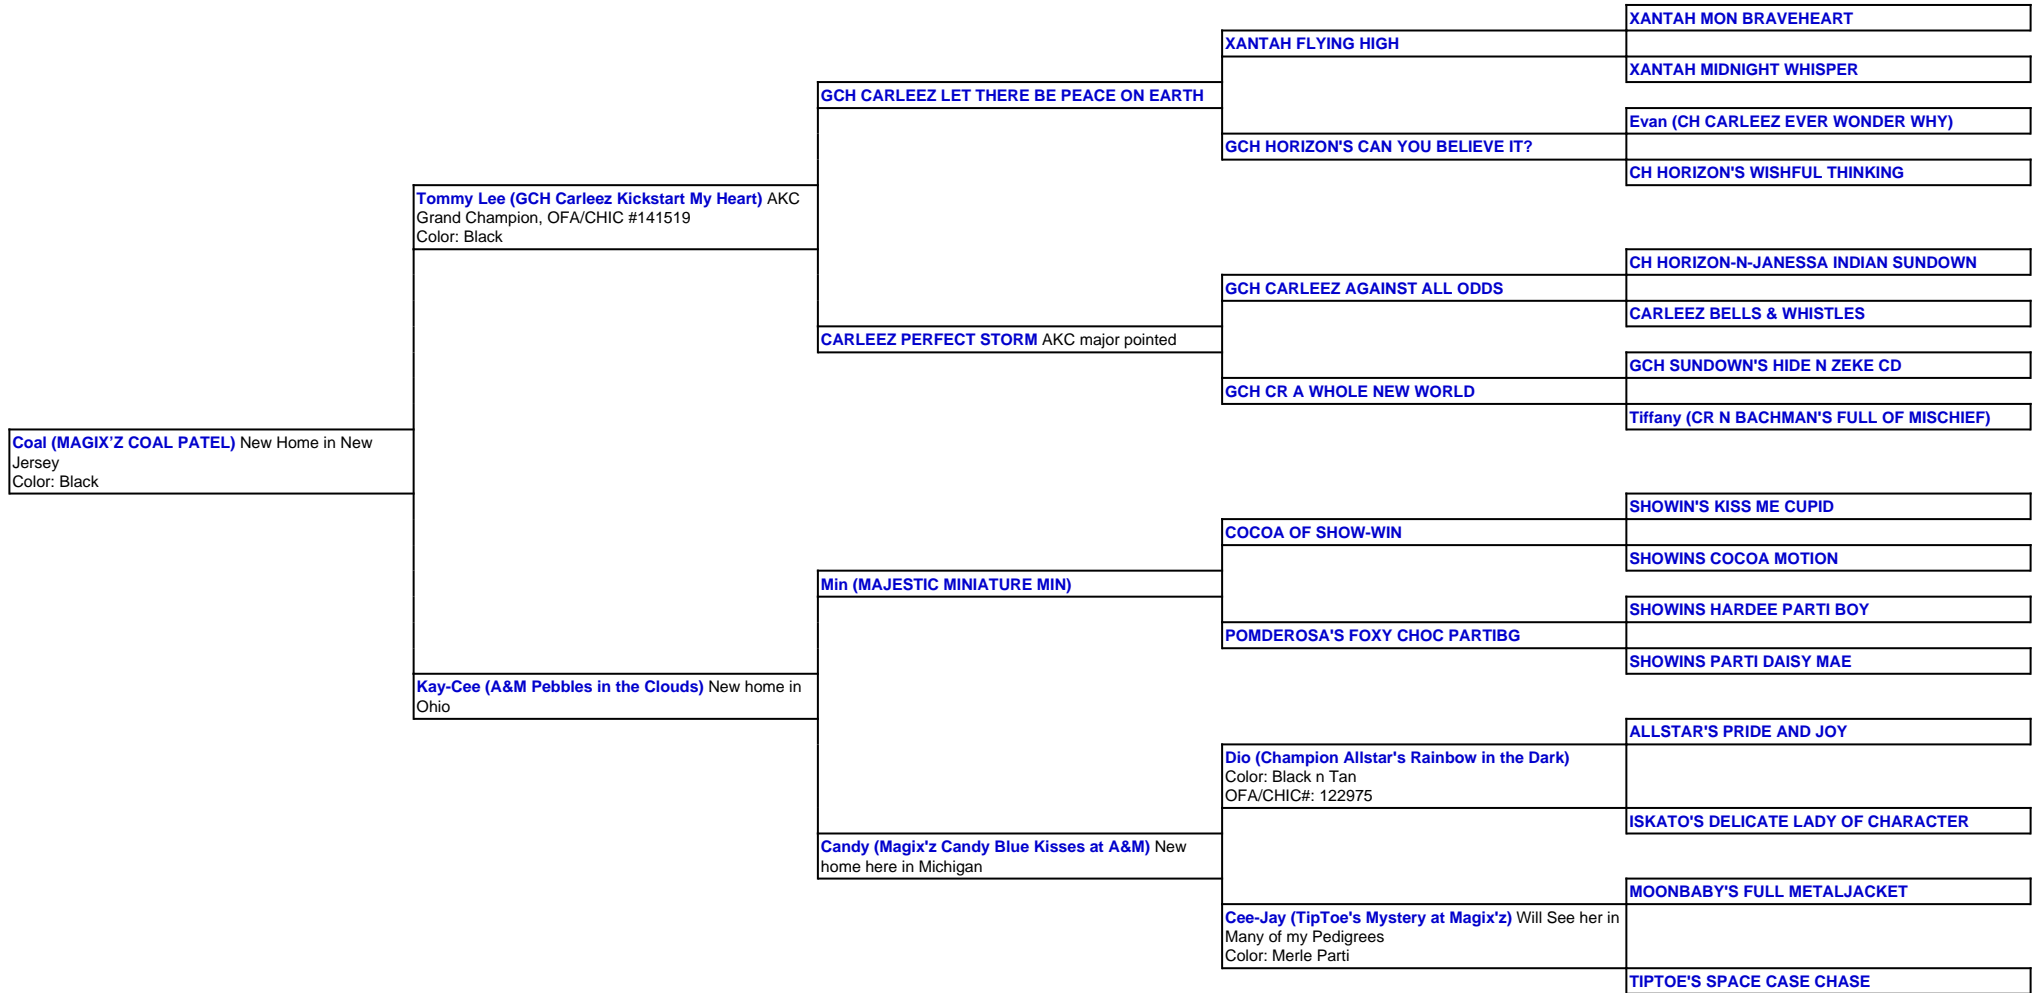 XANTAH MON BRAVEHEART
XANTAH FLYING HIGH
XANTAH MIDNIGHT WHISPER
GCH CARLEEZ LET THERE BE PEACE ON EARTH
Evan (CH CARLEEZ EVER WONDER WHY)
GCH HORIZON'S CAN YOU BELIEVE IT?
CH HORIZON'S WISHFUL THINKING
Tommy Lee (GCH Carleez Kickstart My Heart) AKC
Grand Champion, OFA/CHIC #141519
Color: Black
CH HORIZON-N-JANESSA INDIAN SUNDOWN
GCH CARLEEZ AGAINST ALL ODDS
CARLEEZ BELLS & WHISTLES
CARLEEZ PERFECT STORM AKC major pointed
GCH SUNDOWN'S HIDE N ZEKE CD
GCH CR A WHOLE NEW WORLD
Tiffany (CR N BACHMAN'S FULL OF MISCHIEF)
Coal (MAGIX’Z COAL PATEL) New Home in New
Jersey
Color: Black
SHOWIN'S KISS ME CUPID
COCOA OF SHOW-WIN
SHOWINS COCOA MOTION
Min (MAJESTIC MINIATURE MIN)
SHOWINS HARDEE PARTI BOY
POMDEROSA'S FOXY CHOC PARTIBG
SHOWINS PARTI DAISY MAE
Kay-Cee (A&M Pebbles in the Clouds) New home in
Ohio
ALLSTAR'S PRIDE AND JOY
Dio (Champion Allstar's Rainbow in the Dark)
Color: Black n Tan
OFA/CHIC#: 122975
ISKATO'S DELICATE LADY OF CHARACTER
Candy (Magix'z Candy Blue Kisses at A&M) New
home here in Michigan
MOONBABY'S FULL METALJACKET
Cee-Jay (TipToe's Mystery at Magix'z) Will See her in
Many of my Pedigrees
Color: Merle Parti
TIPTOE'S SPACE CASE CHASE